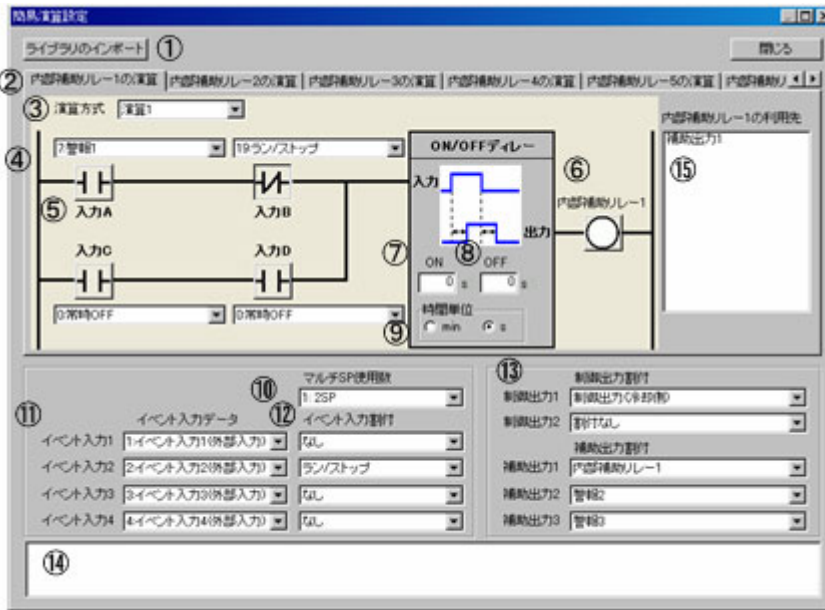 簡易演算設定
ライブラリのインポート ①
閉じる
② 内部補助リレー1の演算 内部補助リレー2の演算 内部補助リレー3の演算 内部補助リレー4の演算 内部補助リレー5の演算 内部補助リ
③ 演算方式 演算1
内部補助リレー1の利用先
補助出力1
⑮
④ 7:警報1 19:ラン/ストップ
ON/OFFディレー
⑥
内部補助リレー1
入力
出力
⑤ 入力A 入力B
入力C 入力D
⑦ ⑧
ON OFF
0 s 0 s
0:常時OFF 0:常時OFF
時間単位
⑨ min s
⑩ マルチSP使用数
1: 2SP
⑪ イベント入力データ ⑫ イベント入力割付
イベント入力1 1:イベント入力1(外部入力) なし
イベント入力2 2:イベント入力2(外部入力) ラン/ストップ
イベント入力3 3:イベント入力3(外部入力) なし
イベント入力4 4:イベント入力4(外部入力) なし
⑬ 制御出力割付
制御出力1 制御出力(冷却側)
制御出力2 割付なし
補助出力割付
補助出力1 内部補助リレー1
補助出力2 警報2
補助出力3 警報3
⑭